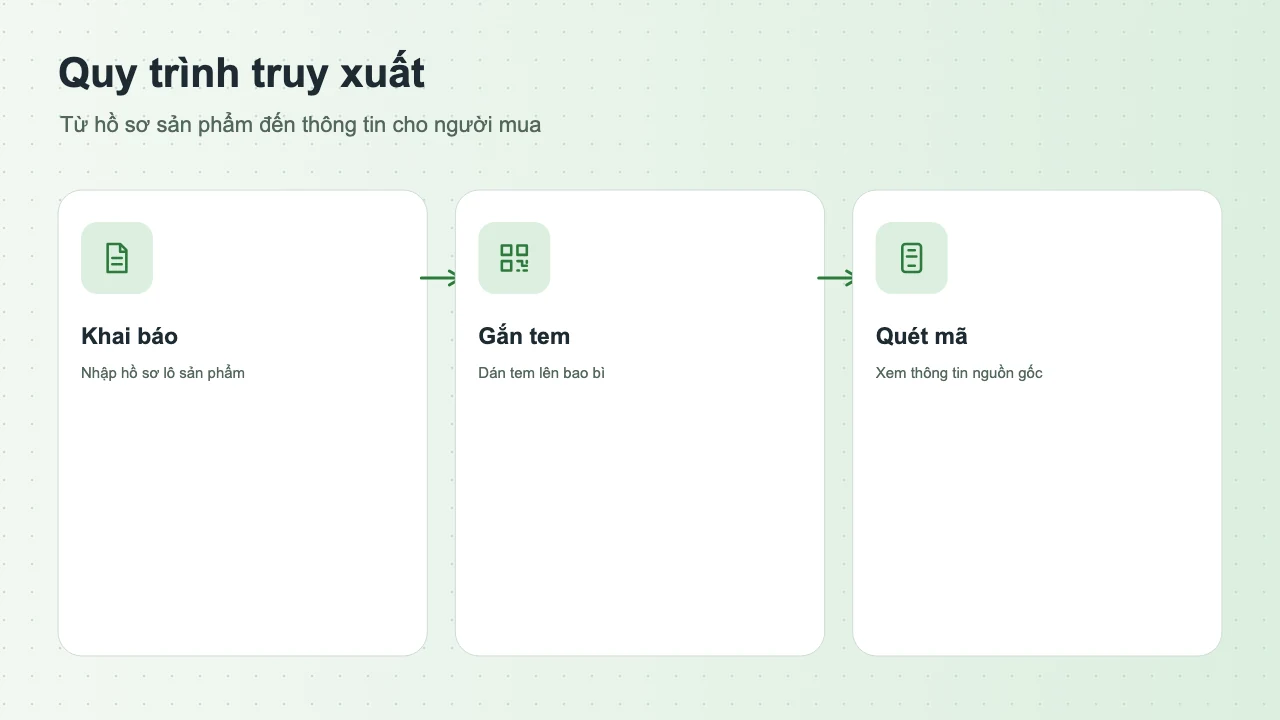 Quy trình truy xuất
Từ hồ sơ sản phẩm đến thông tin cho người mua
Khai báo
Nhập hồ sơ lô sản phẩm
Gắn tem
Dán tem lên bao bì
Quét mã
Xem thông tin nguồn gốc